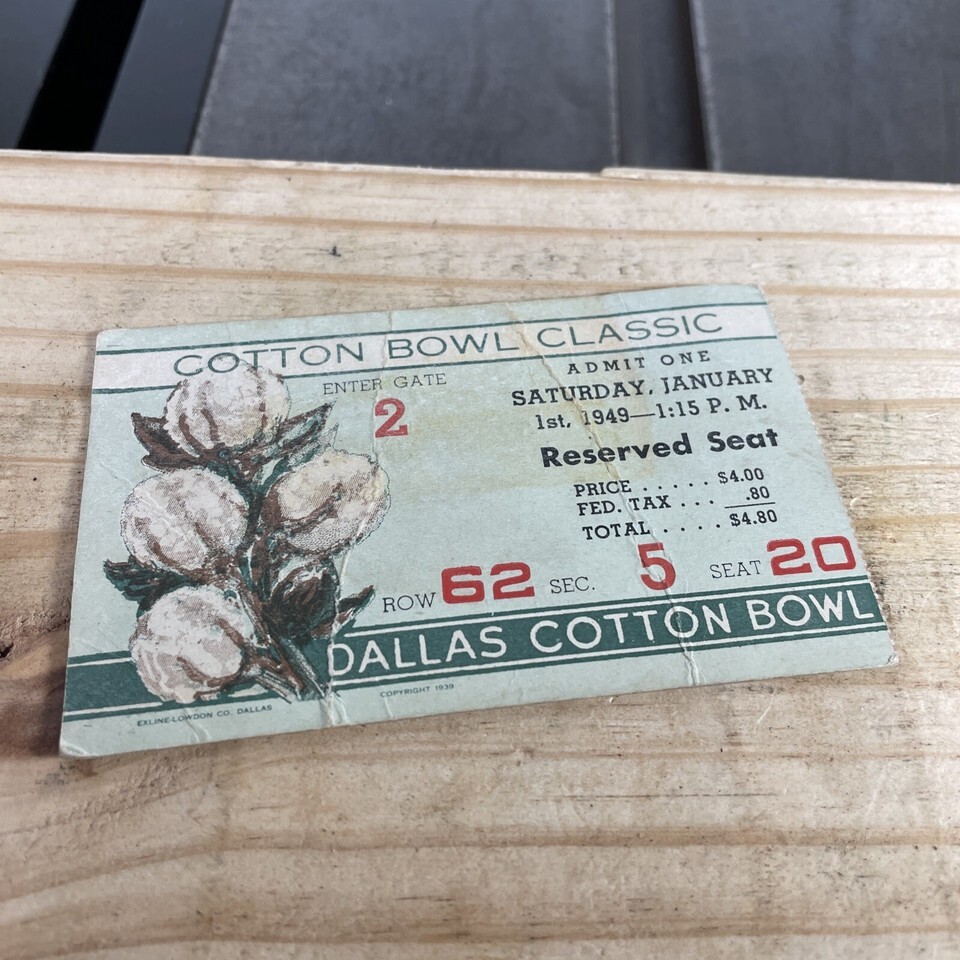 COTTON BOWL CLASSIC
ENTER GATE
2
ADMIT ONE
SATURDAY, JANUARY
1st, 1949—1:15 P. M.
Reserved Seat
PRICE . . . . . $4.00
FED. TAX . . . .80
TOTAL . . . . $4.80
ROW 62 SEC. 5 SEAT 20
DALLAS COTTON BOWL
EXLINE-LOWDON CO. DALLAS
COPYRIGHT 1939